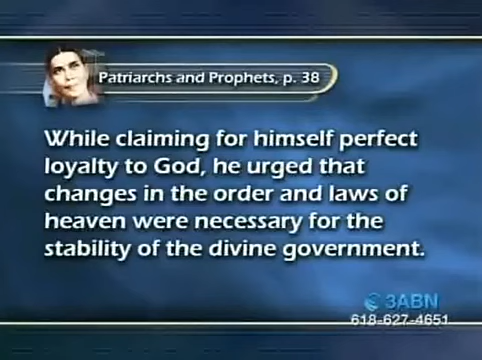 Patriarchs and Prophets, p. 38
While claiming for himself perfect
loyalty to God, he urged that
changes in the order and laws of
heaven were necessary for the
stability of the divine government.
3ABN
618-627-4651